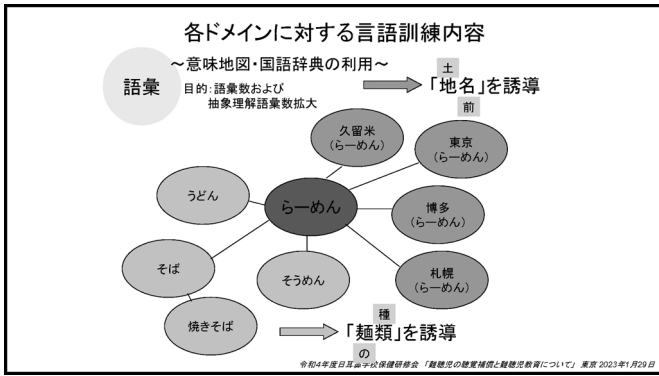 各ドメインに対する言語訓練内容
語彙
～意味地図・国語辞典の利用～
目的:語彙数および
抽象理解語彙数拡大
土
「地名」を誘導
前
久留米
(らーめん)
東京
(らーめん)
うどん
らーめん
博多
(らーめん)
そば
そうめん
札幌
(らーめん)
焼きそば
種
「麺類」を誘導
の
令和4年度日耳鼻学校保健研修会 「難聴児の聴覚補償と難聴児教育について」 東京 2023年1月29日